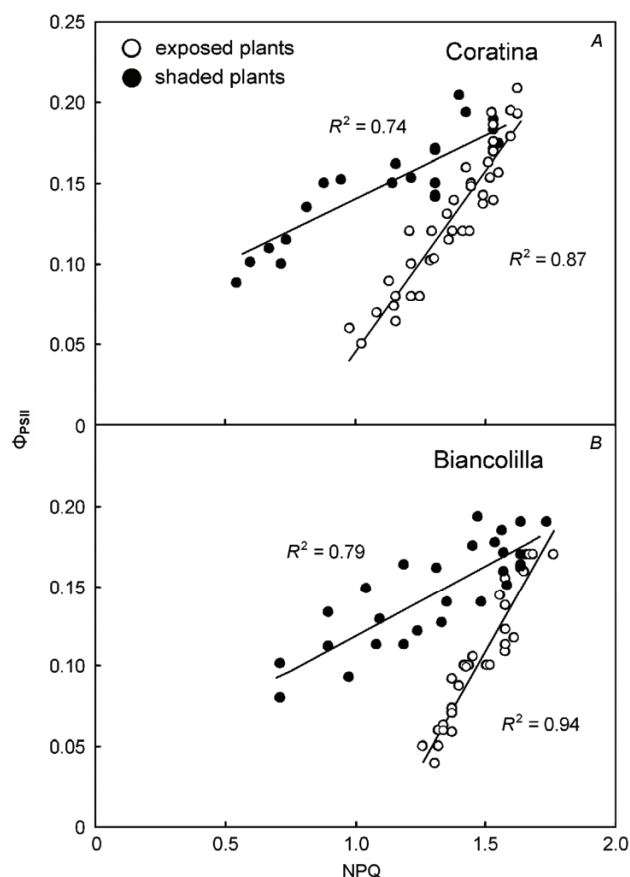 0.25
exposed plants
shaded plants
Coratina
A
0.20
R² = 0.74
0.15
R² = 0.87
0.10
0.05
0
ΦPSII
B
Biancolilla
0.20
R² = 0.79
0.15
0.10
R² = 0.94
0.05
0
0 0.5 1.0 1.5 2.0
NPQ